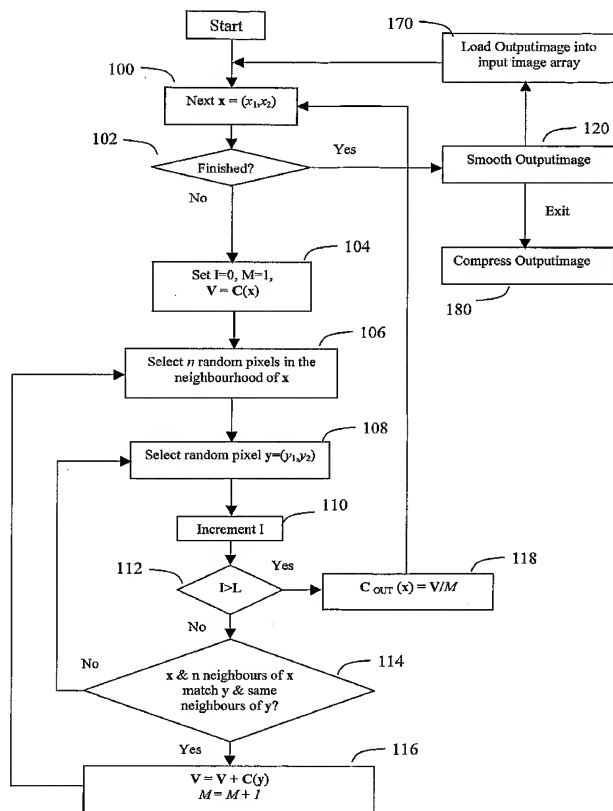 Start
170
Load Outputimage into
input image array
100
Next x = (x₁,x₂)
102
Finished?
Yes
No
120
Smooth Outputimage
Exit
Compress Outputimage
180
104
Set I=0, M=1,
V = C(x)
106
Select n random pixels in the
neighbourhood of x
108
Select random pixel y=(y₁,y₂)
110
Increment I
112
I>L
Yes
No
118
C OUT (x) = V/M
114
x & n neighbours of x
match y & same
neighbours of y?
No
Yes
116
V = V + C(y)
M = M + 1